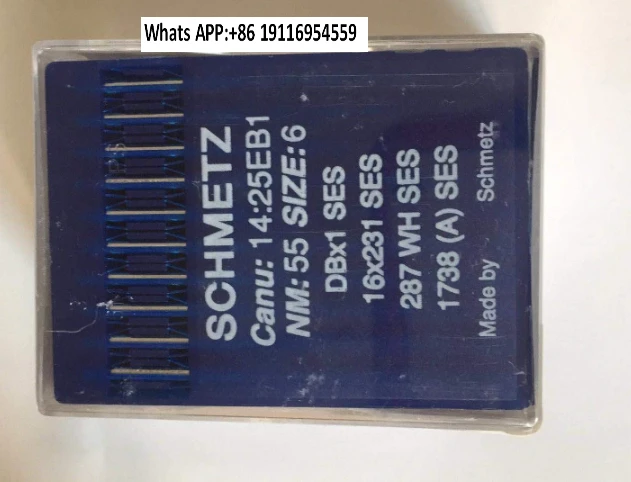 Whats APP:+86 19116954559
SCHMETZ
Canu: 14:25EB1
NM: 55 SIZE: 6
DBx1 SES
16x231 SES
287 WH SES
1738 (A) SES
Made by Schmetz